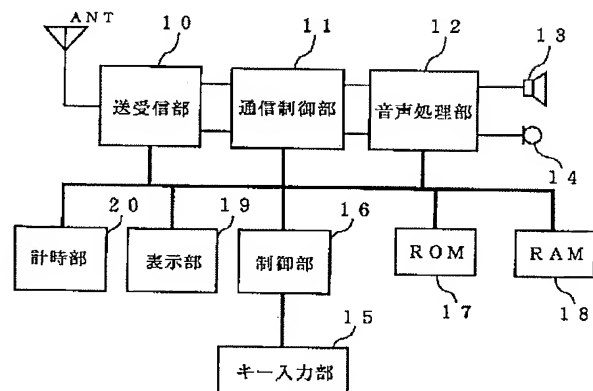 ANT
10
11
12
13
送受信部
通信制御部
音声処理部
14
20
19
16
計時部
表示部
制御部
ROM
RAM
17
18
15
キー入力部